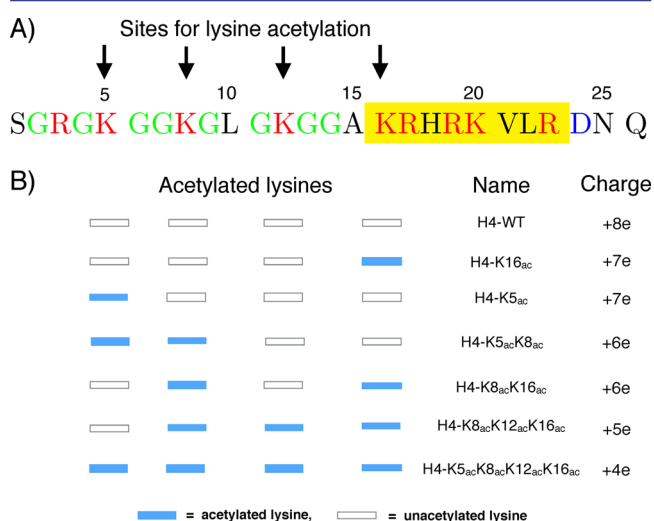 A)
Sites for lysine acetylation
5 10 15 20 25
SGRGK GGKGL GKGGA KRHRK VLR DN Q
B)
Acetylated lysines Name Charge
H4-WT +8e
H4-K16ac +7e
H4-K5ac +7e
H4-K5acK8ac +6e
H4-K8acK16ac +6e
H4-K8acK12acK16ac +5e
H4-K5acK8acK12acK16ac +4e
= acetylated lysine, = unacetylated lysine